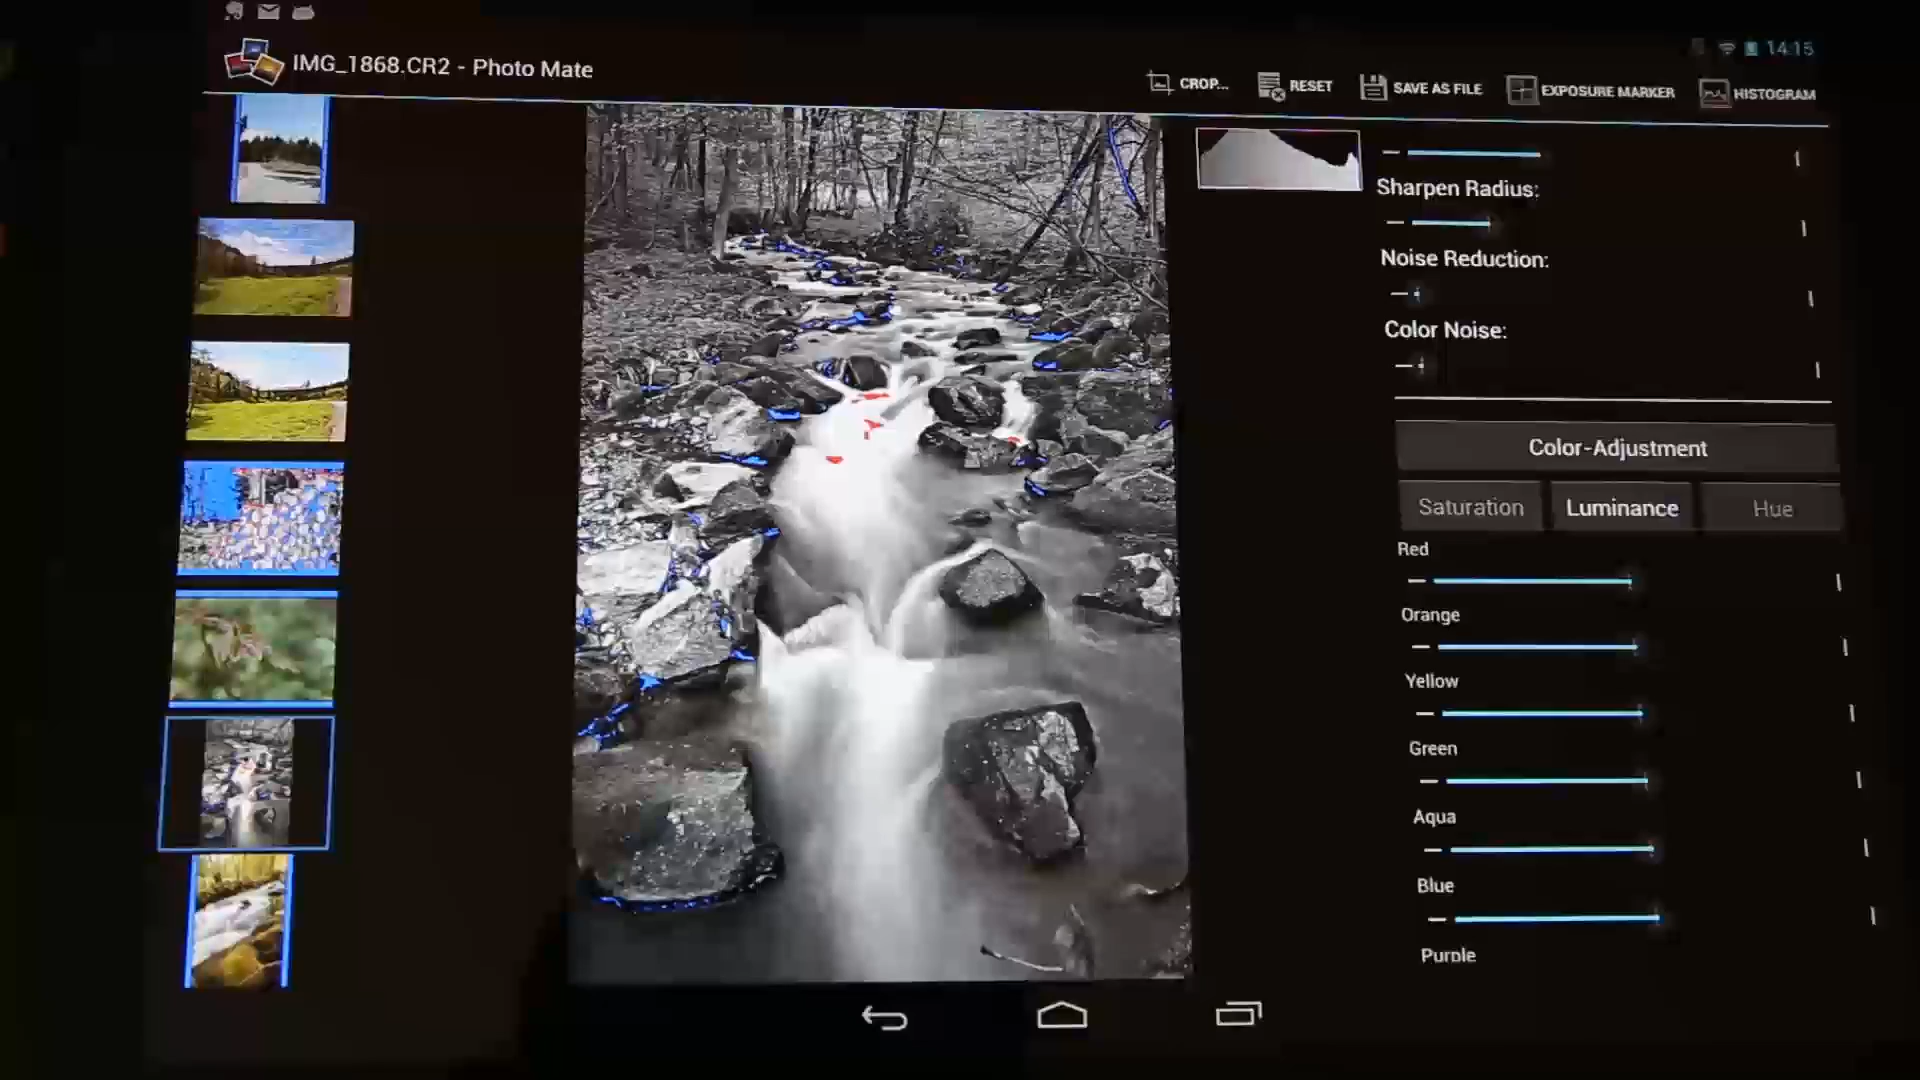 IMG_1868.CR2 - Photo Mate
14:15
CROP...
RESET
SAVE AS FILE
EXPOSURE MARKER
HISTOGRAM
Sharpen Radius:
Noise Reduction:
Color Noise:
Color-Adjustment
Saturation
Luminance
Hue
Red
Orange
Yellow
Green
Aqua
Blue
Purple